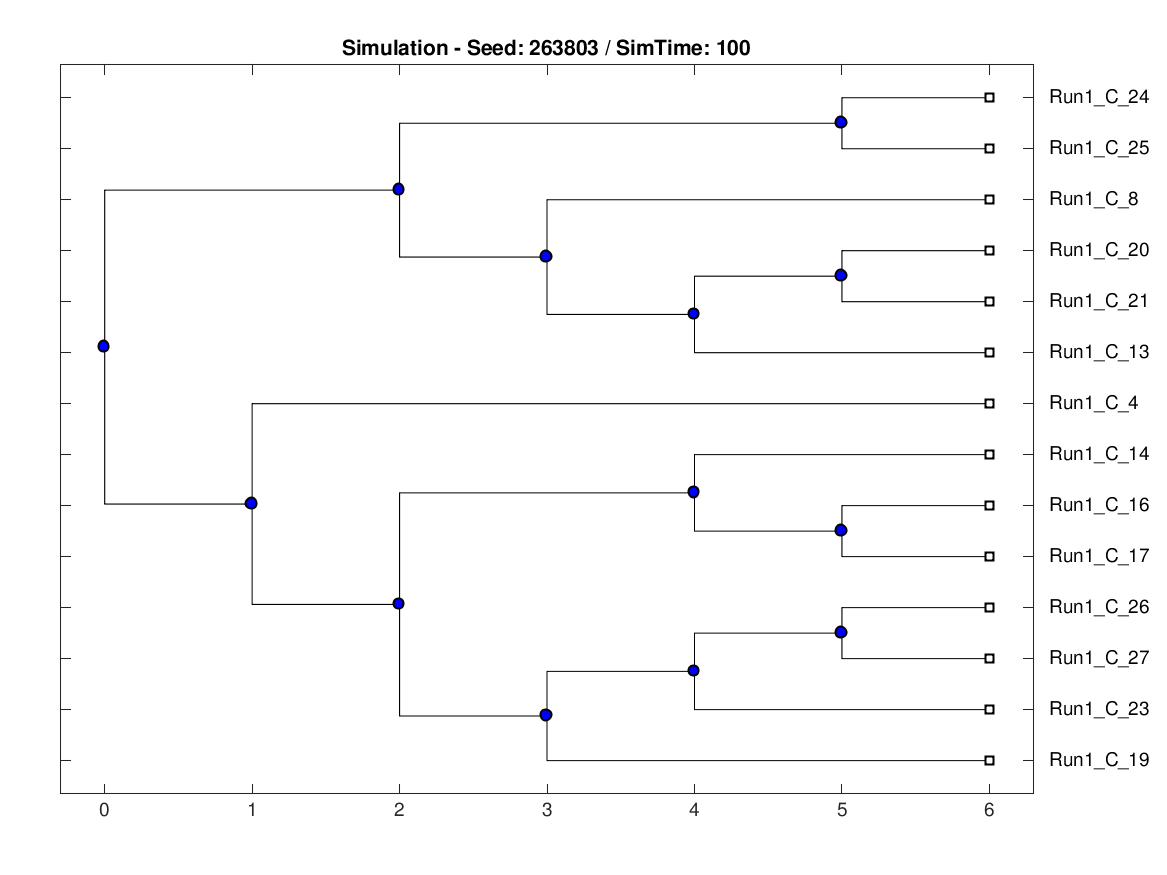 Simulation - Seed: 263803 / SimTime: 100
Run1_C_24
Run1_C_25
Run1_C_8
Run1_C_20
Run1_C_21
Run1_C_13
Run1_C_4
Run1_C_14
Run1_C_16
Run1_C_17
Run1_C_26
Run1_C_27
Run1_C_23
Run1_C_19
0 1 2 3 4 5 6